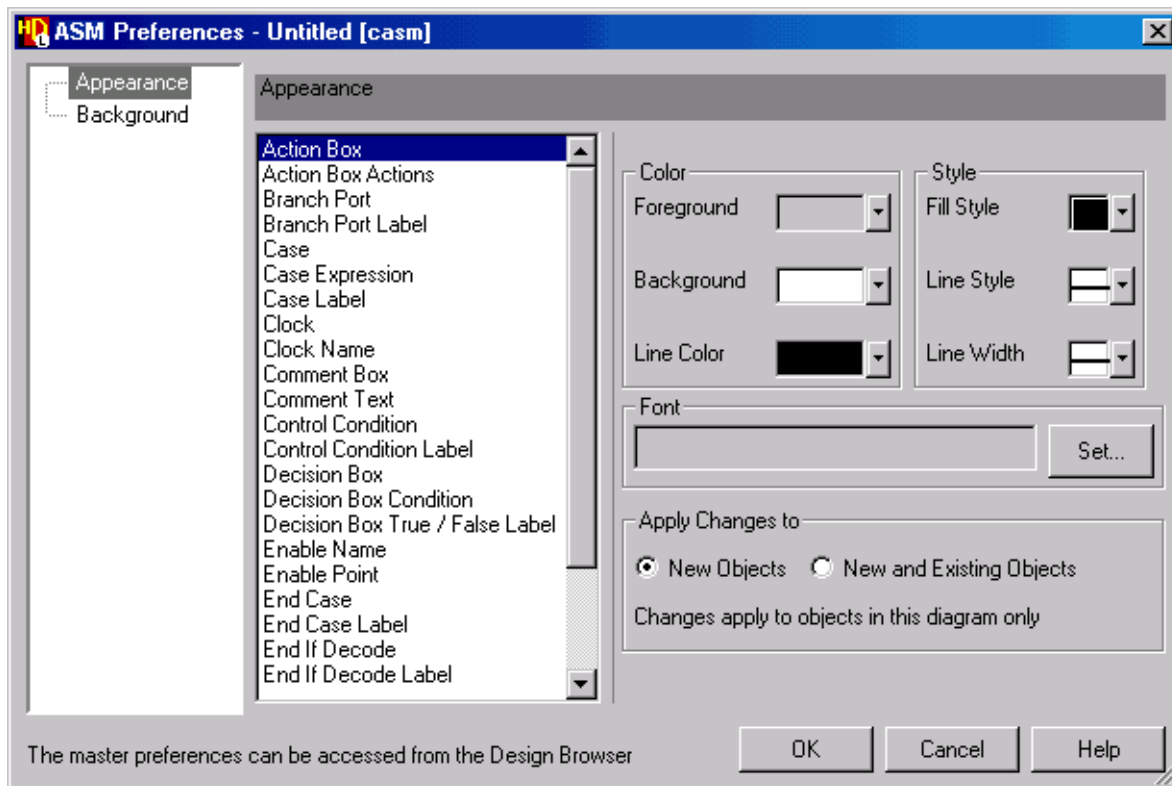 HDL ASM Preferences - Untitled [casm]
Appearance
Background
Appearance
Action Box
Action Box Actions
Branch Port
Branch Port Label
Case
Case Expression
Case Label
Clock
Clock Name
Comment Box
Comment Text
Control Condition
Control Condition Label
Decision Box
Decision Box Condition
Decision Box True / False Label
Enable Name
Enable Point
End Case
End Case Label
End If Decode
End If Decode Label
Color
Foreground
Background
Line Color
Style
Fill Style
Line Style
Line Width
Font
Set...
Apply Changes to
New Objects
New and Existing Objects
Changes apply to objects in this diagram only
The master preferences can be accessed from the Design Browser
OK
Cancel
Help